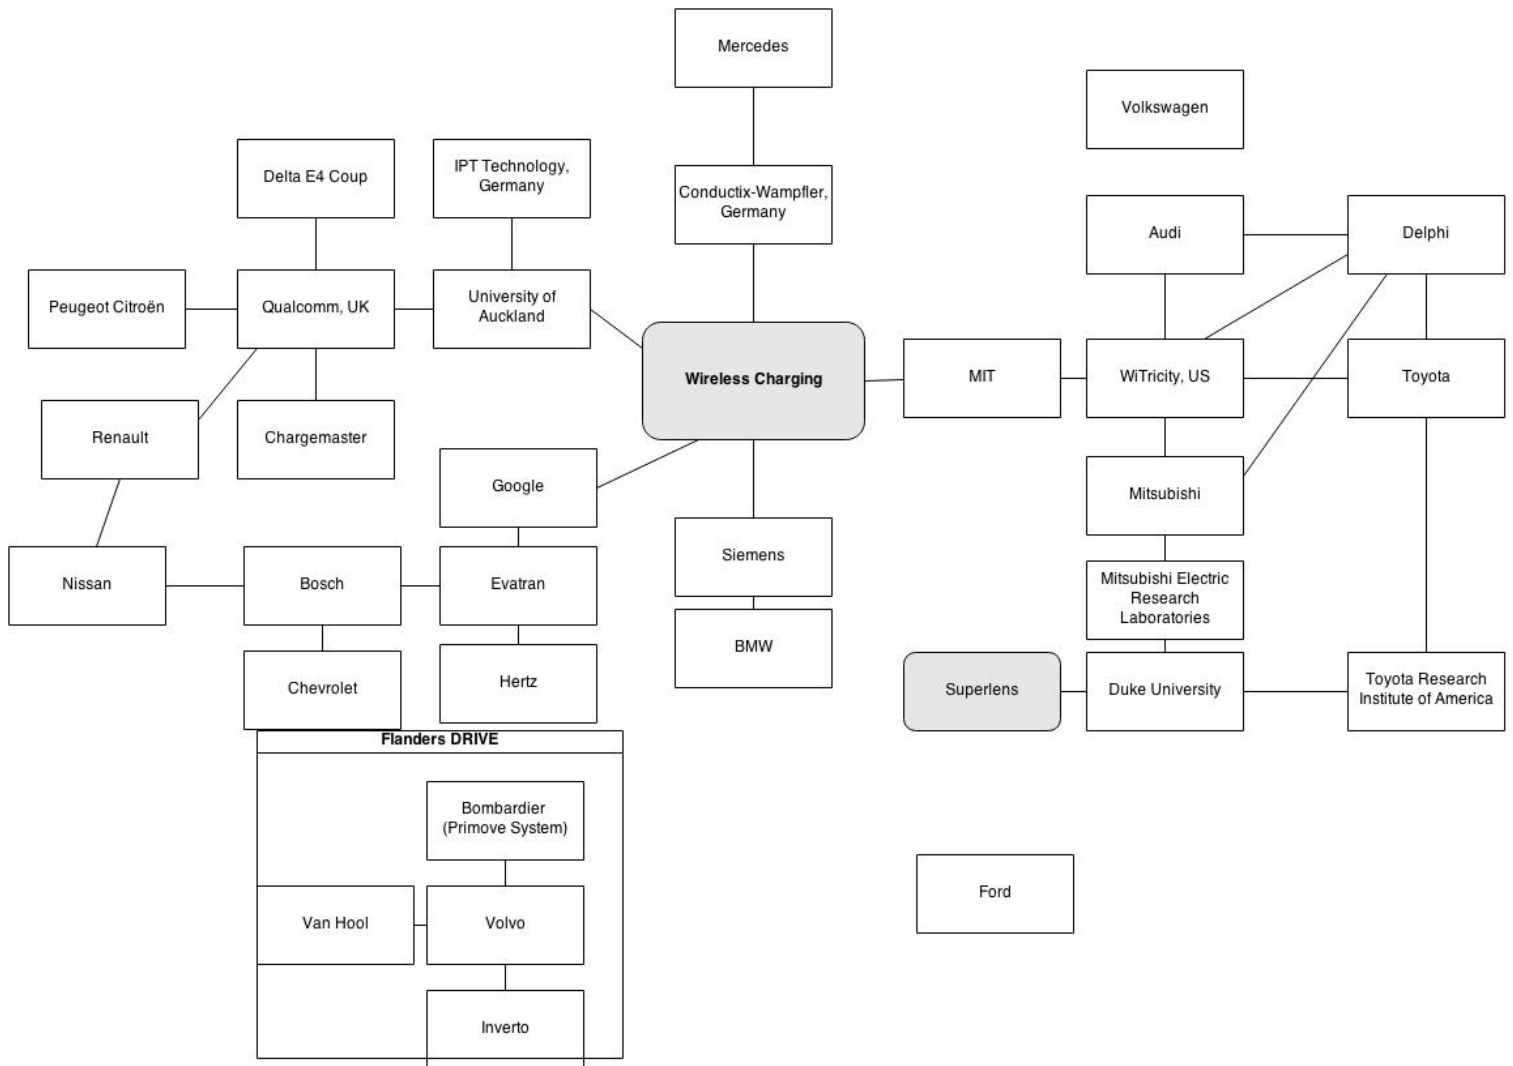 Mercedes
Volkswagen
Delta E4 Coup
IPT Technology,
Germany
Conductix-Wampfler,
Germany
Audi
Delphi
Peugeot Citroën
Qualcomm, UK
University of
Auckland
Wireless Charging
MIT
WiTricity, US
Toyota
Renault
Chargemaster
Google
Mitsubishi
Siemens
Nissan
Bosch
Evatran
Mitsubishi Electric
Research
Laboratories
BMW
Chevrolet
Hertz
Superlens
Duke University
Toyota Research
Institute of America
Flanders DRIVE
Bombardier
(Primove System)
Ford
Van Hool
Volvo
Inverto